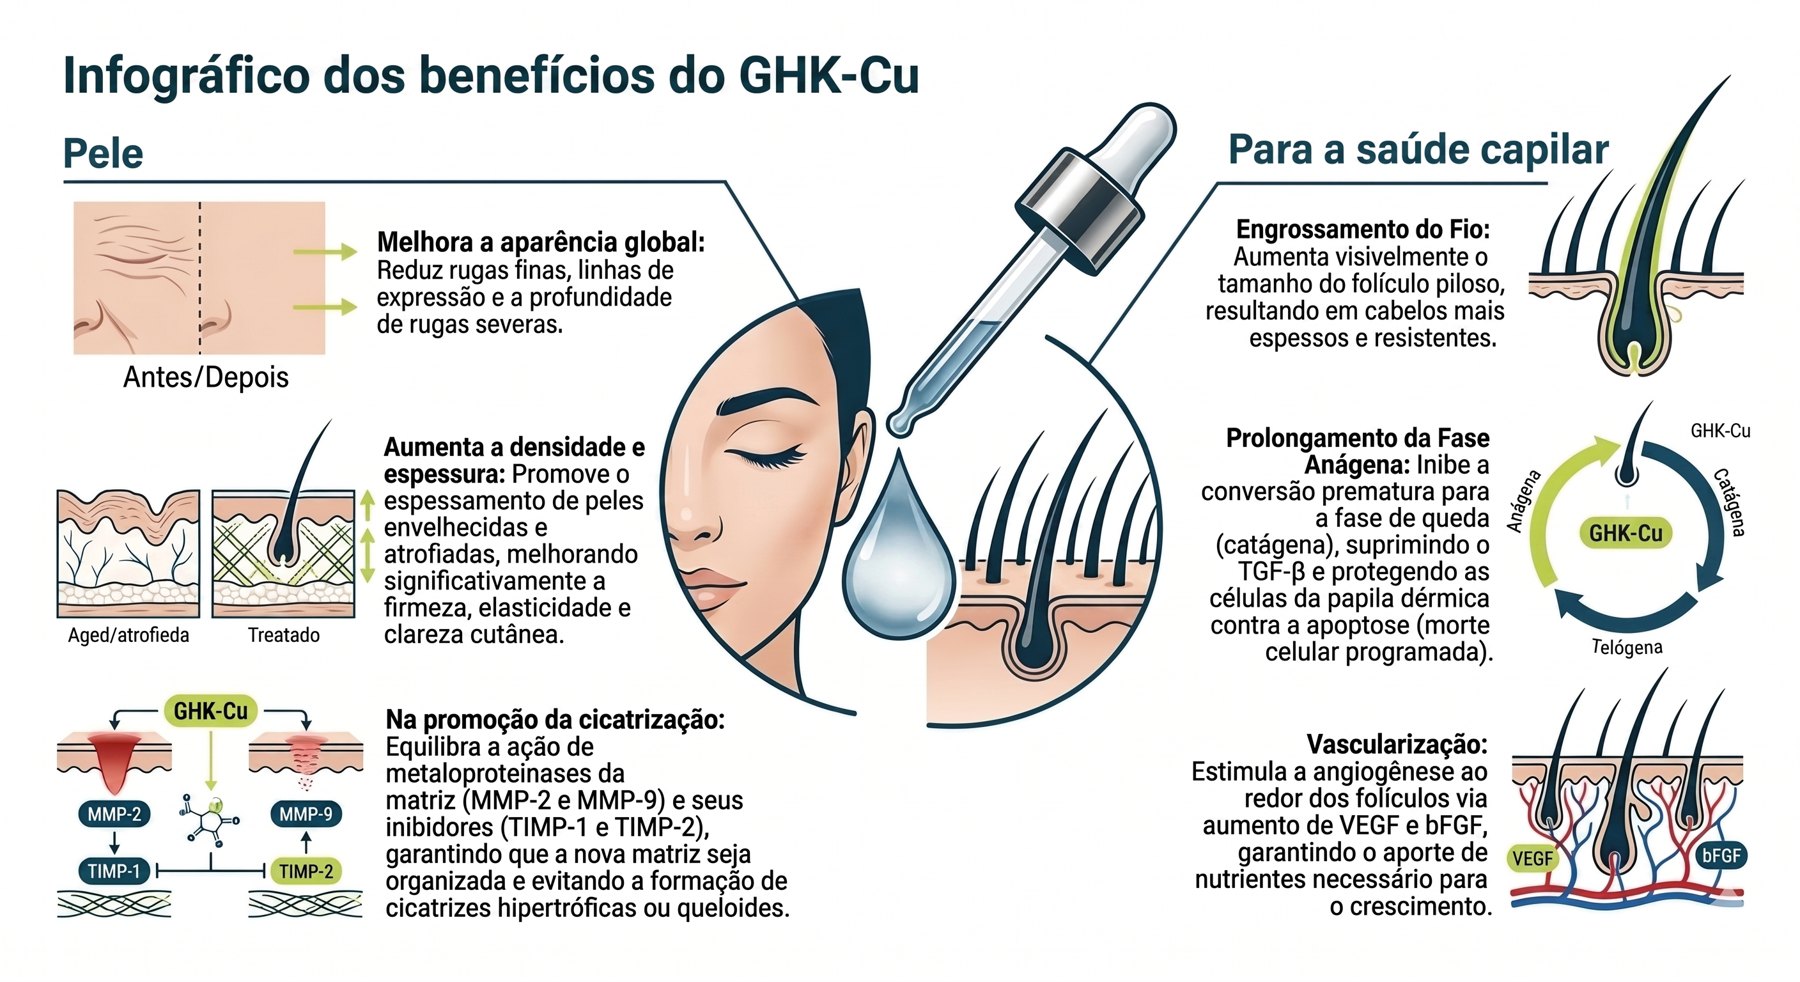 Infográfico dos benefícios do GHK-Cu
Pele
Antes/Depois
Melhora a aparência global:
Reduz rugas finas, linhas de
expressão e a profundidade
de rugas severas.
Aged/atrofieda
Treatado
Aumenta a densidade e
espessura: Promove o
espessamento de peles
envelhecidas e
atrofiadas, melhorando
significativamente a
firmeza, elasticidade e
clareza cutânea.
GHK-Cu
MMP-2
MMP-9
TIMP-1
TIMP-2
Na promoção da cicatrização:
Equilibra a ação de
metaloproteinases da
matriz (MMP-2 e MMP-9) e seus
inibidores (TIMP-1 e TIMP-2),
garantindo que a nova matriz seja
organizada e evitando a formação de
cicatrizes hipertróficas ou queloides.
Para a saúde capilar
Engrossamento do Fio:
Aumenta visivelmente o
tamanho do folículo piloso,
resultando em cabelos mais
espessos e resistentes.
Prolongamento da Fase
Anágena: Inibe a
conversão prematura para
a fase de queda
(catágena), suprimindo o
TGF-β e protegendo as
células da papila dérmica
contra a apoptose (morte
celular programada).
GHK-Cu
Anágena
Catágena
GHK-Cu
Telógena
Vascularização:
Estimula a angiogênese ao
redor dos folículos via
aumento de VEGF e bFGF,
garantindo o aporte de
nutrientes necessário para
o crescimento.
VEGF
bFGF